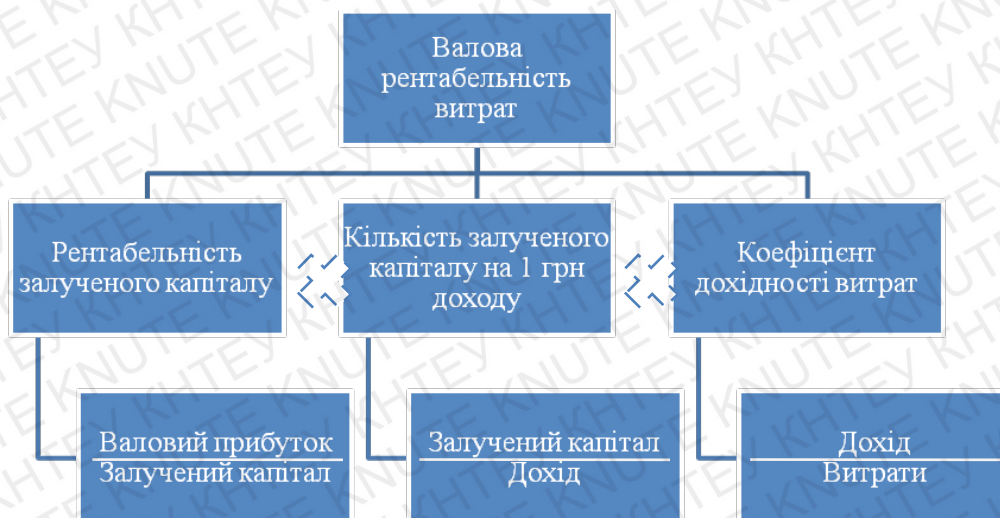 Валова
рентабельність
витрат
Рентабельність
залученого капіталу
Кількість залученого
капіталу на 1 грн
доходу
Коефіцієнт
дохідності витрат
Валовий прибуток
Залучений капітал
Залучений капітал
Дохід
Дохід
Витрати